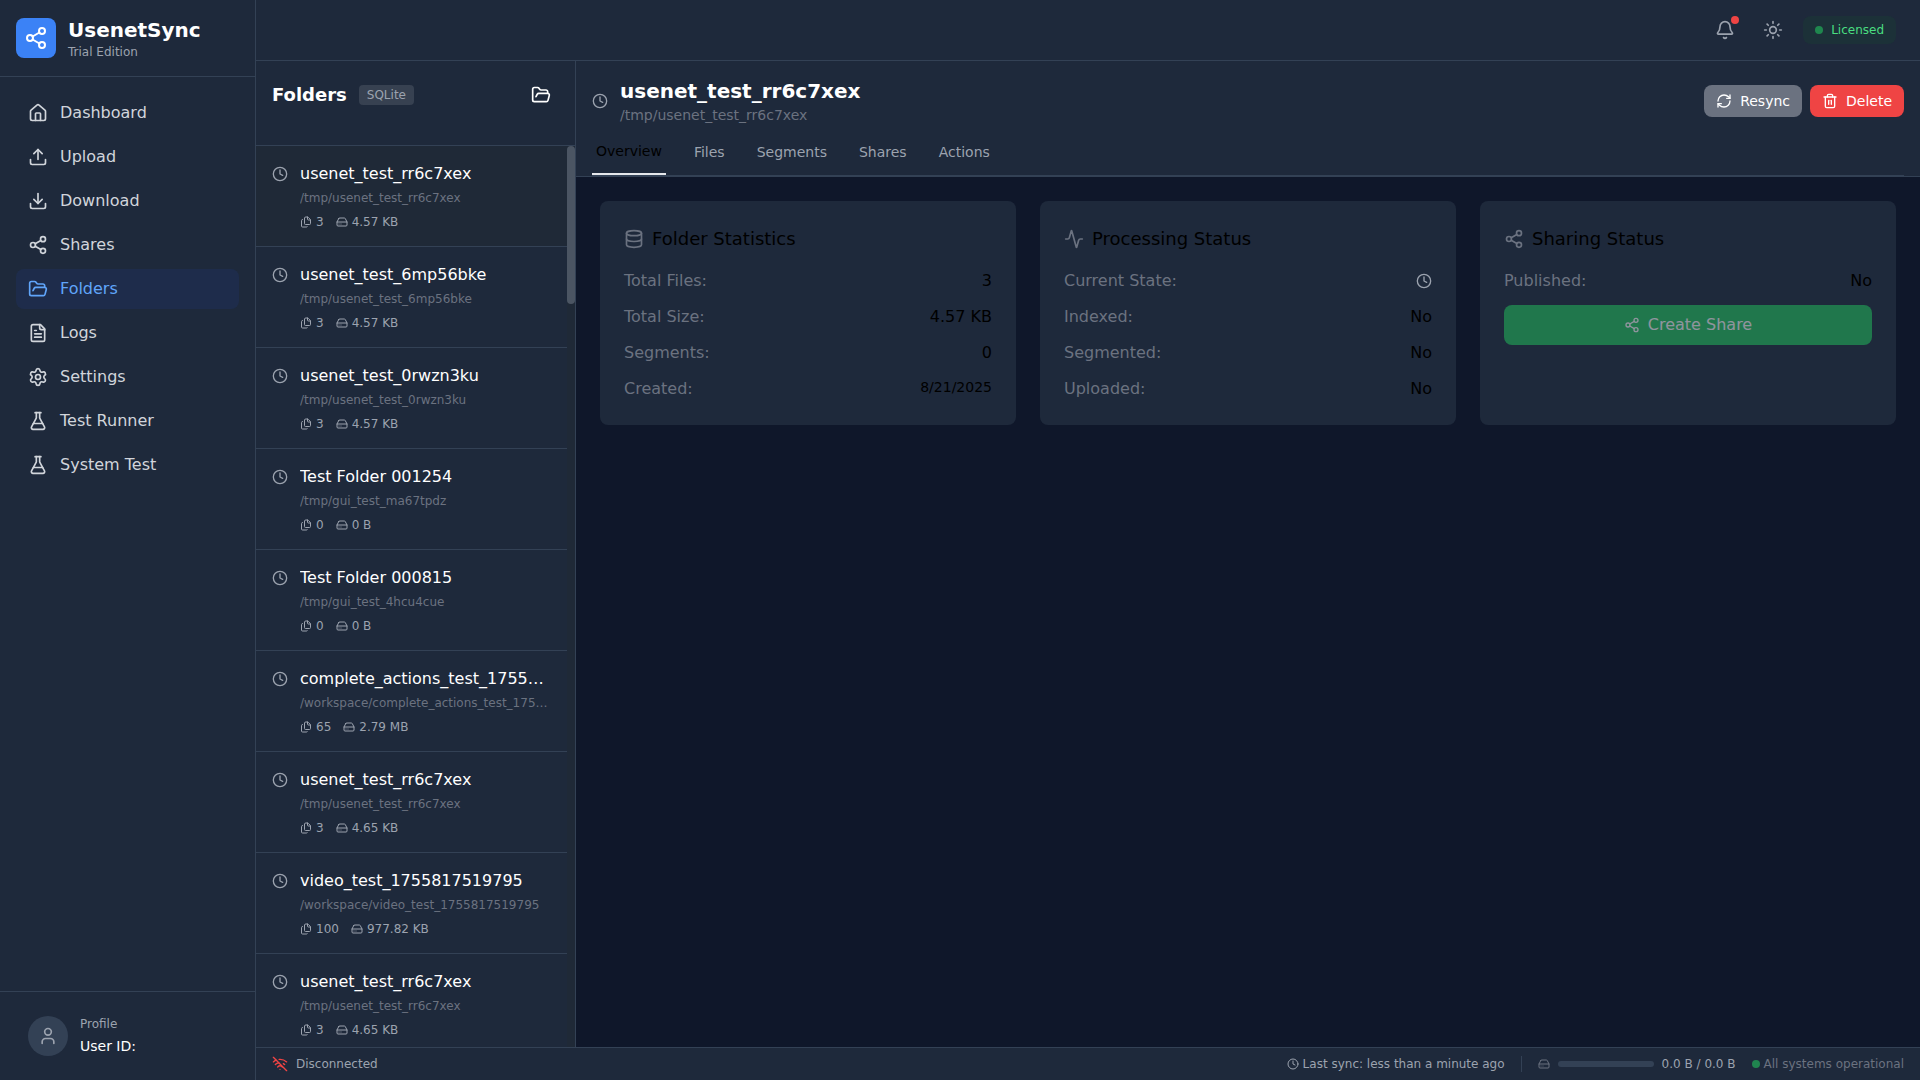 UsenetSync
Trial Edition
Dashboard
Upload
Download
Shares
Folders
Logs
Settings
Test Runner
System Test
Profile
User ID:
Licensed
Folders SQLite
usenet_test_rr6c7xex
/tmp/usenet_test_rr6c7xex
3 4.57 KB
usenet_test_6mp56bke
/tmp/usenet_test_6mp56bke
3 4.57 KB
usenet_test_0rwzn3ku
/tmp/usenet_test_0rwzn3ku
3 4.57 KB
Test Folder 001254
/tmp/gui_test_ma67tpdz
0 0 B
Test Folder 000815
/tmp/gui_test_4hcu4cue
0 0 B
complete_actions_test_1755...
/workspace/complete_actions_test_175...
65 2.79 MB
usenet_test_rr6c7xex
/tmp/usenet_test_rr6c7xex
3 4.65 KB
video_test_1755817519795
/workspace/video_test_1755817519795
100 977.82 KB
usenet_test_rr6c7xex
/tmp/usenet_test_rr6c7xex
3 4.65 KB
usenet_test_rr6c7xex
/tmp/usenet_test_rr6c7xex
Resync Delete
Overview Files Segments Shares Actions
Folder Statistics
Total Files: 3
Total Size: 4.57 KB
Segments: 0
Created: 8/21/2025
Processing Status
Current State:
Indexed: No
Segmented: No
Uploaded: No
Sharing Status
Published: No
Create Share
Disconnected
Last sync: less than a minute ago
0.0 B / 0.0 B
All systems operational